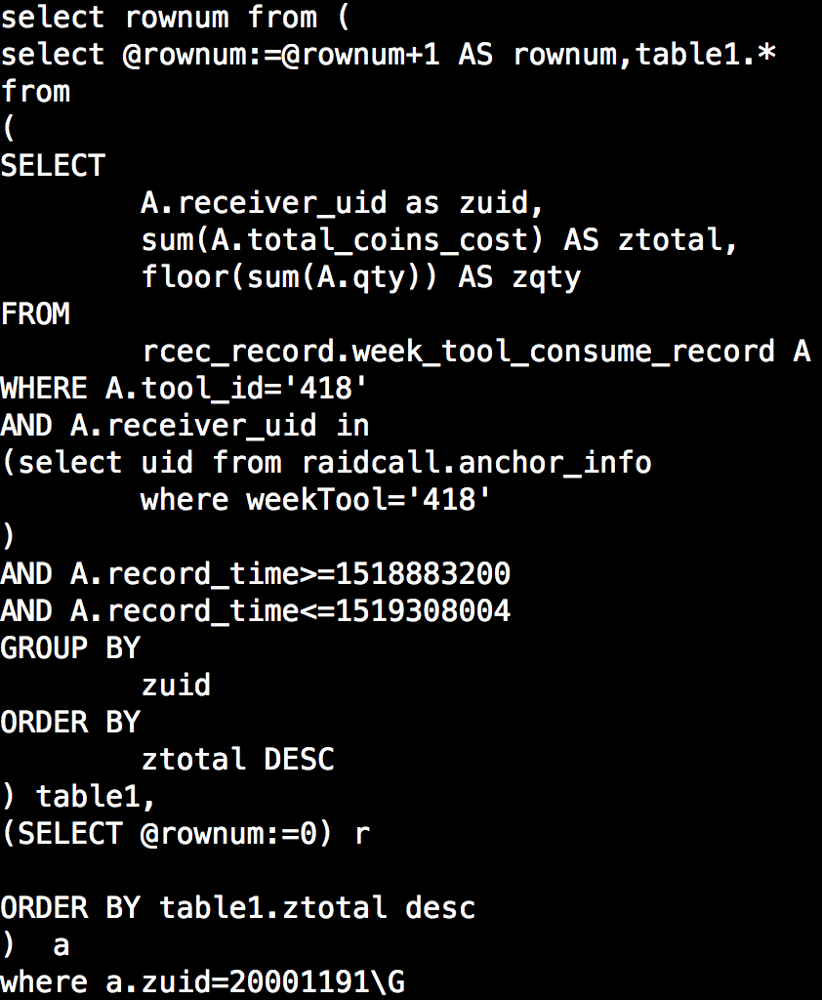 select rownum from (
select @rownum:=@rownum+1 AS rownum,table1.*
from
(
SELECT
        A.receiver_uid as zuid,
        sum(A.total_coins_cost) AS ztotal,
        floor(sum(A.qty)) AS zqty
FROM
        rcec_record.week_tool_consume_record A
WHERE A.tool_id='418'
AND A.receiver_uid in
(select uid from raidcall.anchor_info
        where weekTool='418'
)
AND A.record_time>=1518883200
AND A.record_time<=1519308004
GROUP BY
        zuid
ORDER BY
        ztotal DESC
) table1,
(SELECT @rownum:=0) r

ORDER BY table1.ztotal desc
)  a
where a.zuid=20001191\G